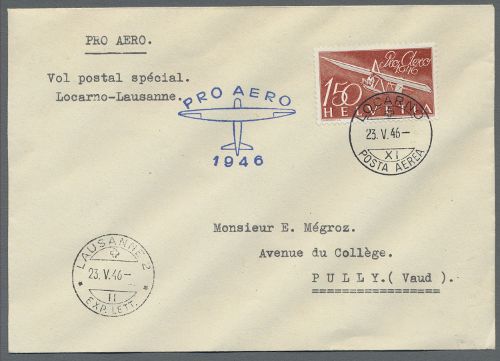 PRO AERO.
Vol postal spécial.
Locarno-Lausanne.
PRO AERO
1946
Pro Aero
1946
150
HELVETIA
LOCARNO
23.V.46–
XI
POSTA AEREA
Monsieur E. Mégroz.
Avenue du Collège.
PULLY.(Vaud).
LAUSANNE 2
23.V.46–
11
EXP. LETT.